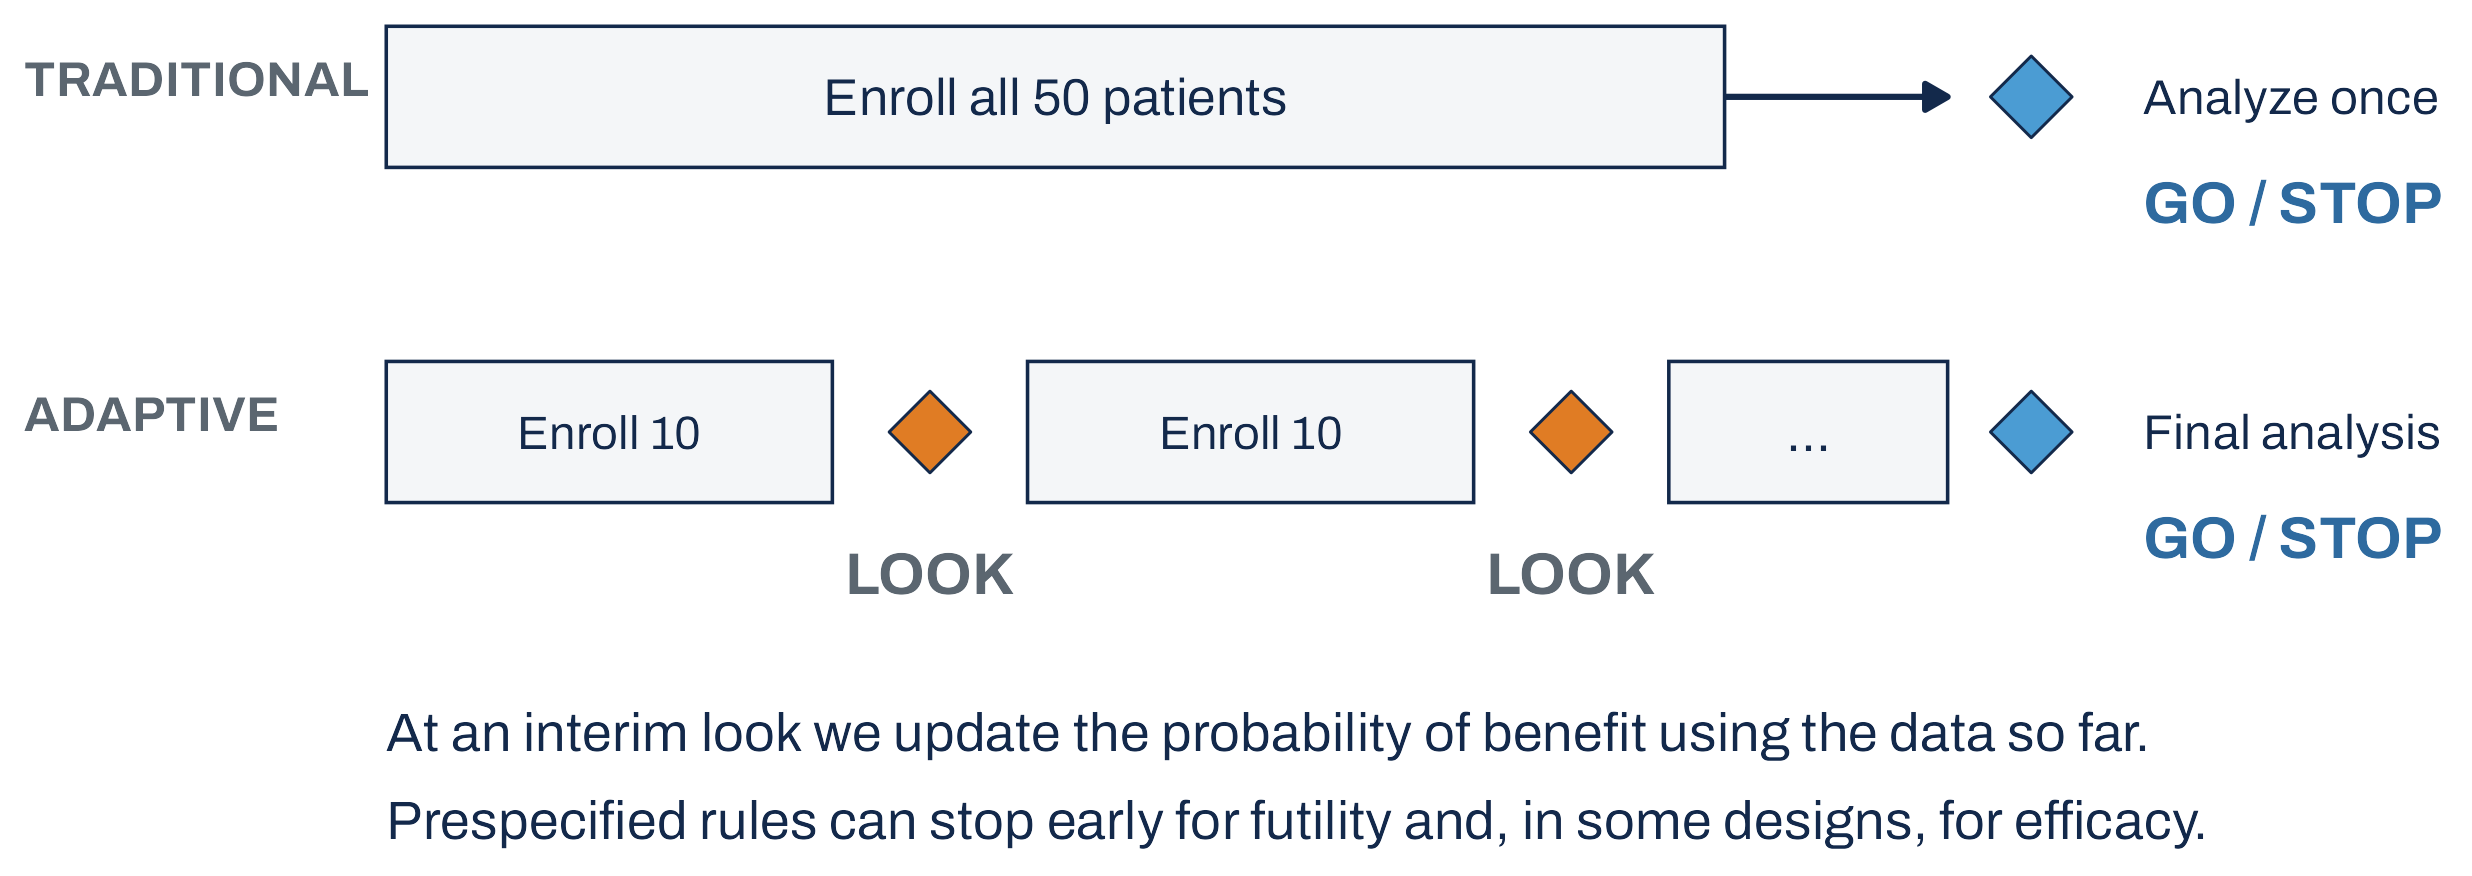 TRADITIONAL
Enroll all 50 patients
Analyze once
GO / STOP
ADAPTIVE
Enroll 10
Enroll 10
...
Final analysis
GO / STOP
LOOK
LOOK
At an interim look we update the probability of benefit using the data so far.
Prespecified rules can stop early for futility and, in some designs, for efficacy.